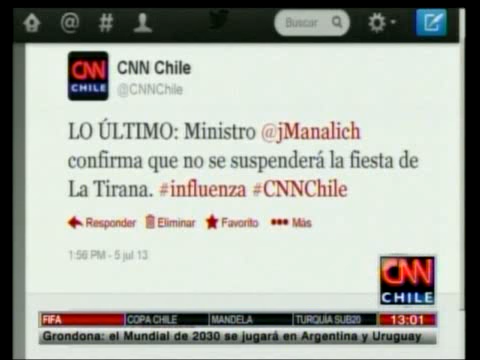 Buscar
CNN Chile
@CNNChile
CNN
CHILE
LO ÚLTIMO: Ministro @jManalich
confirma que no se suspenderá la fiesta de
La Tirana. #influenza #CNNChile
Responder Eliminar Favorito Más
1:56 PM - 5 jul 13
CNN
CHILE
FIFA COPA CHILE MANDELA TURQUÍA SUB20 13:01
Grondona: el Mundial de 2030 se jugará en Argentina y Uruguay